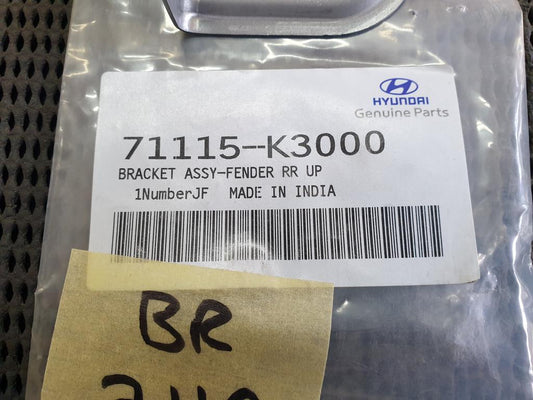 HYUNDAI
Genuine Parts
71115-K3000
BRACKET ASSY-FENDER RR UP
1NumberJF MADE IN INDIA
BR